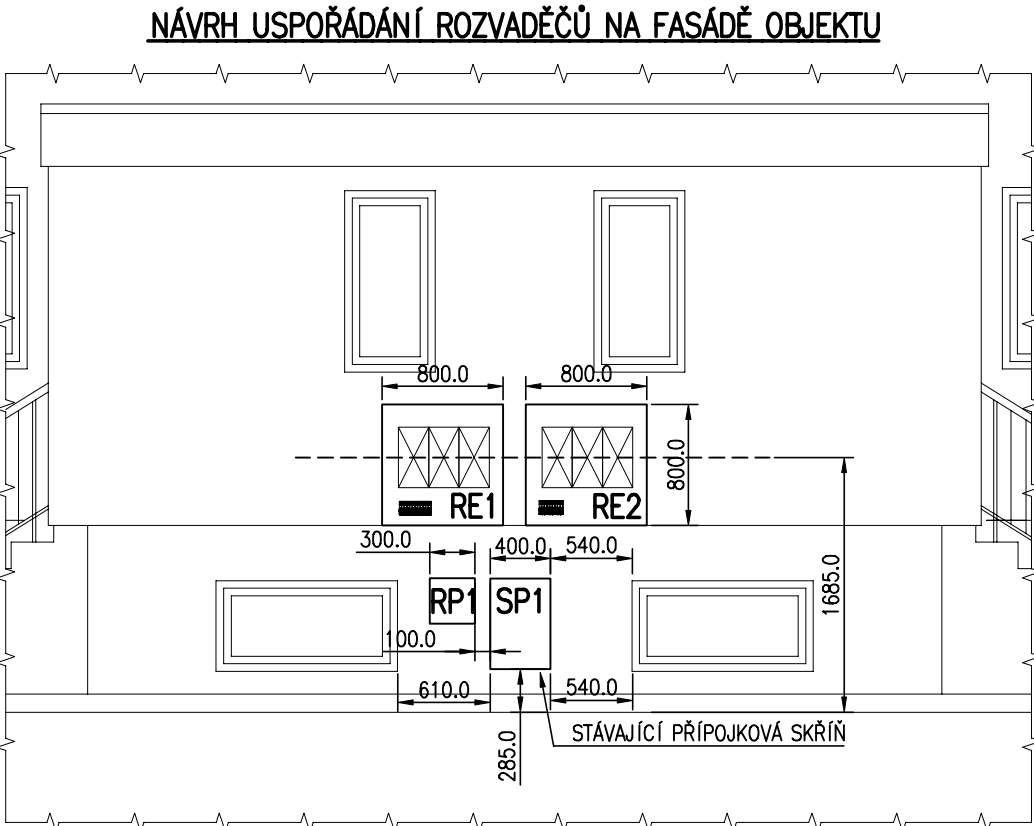 NÁVRH USPOŘÁDÁNÍ ROZVADĚČŮ NA FASÁDĚ OBJEKTU
800.0 800.0
800.0
RE1 RE2
300.0 400.0 540.0
1685.0
RP1 SP1
100.0
610.0 540.0
285.0
STÁVAJÍCÍ PŘÍPOJKOVÁ SKŘÍŇ